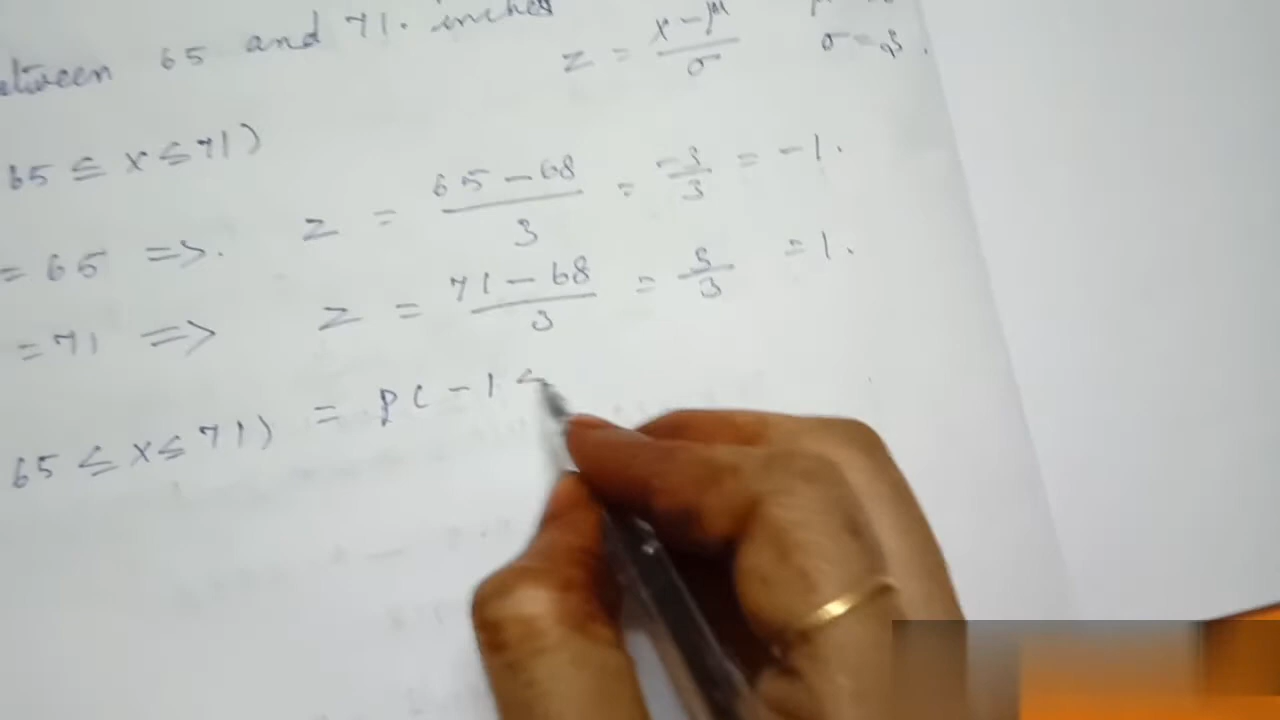 between 65 and 71. inches
z = x - μ / σ
σ = 3.
65 ≤ x ≤ 71)
= 65 => . z = 65 - 68 / 3 = -3/3 = -1.
= 71 => z = 71 - 68 / 3 = 3/3 = 1.
65 ≤ x ≤ 71) = P( -1 ≤